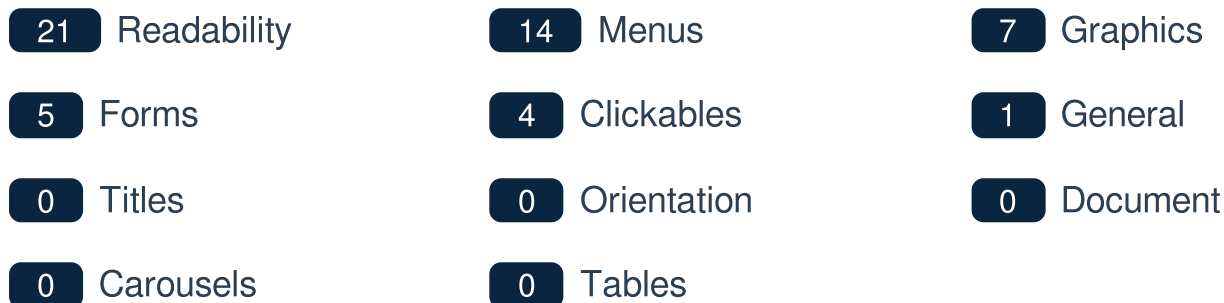 21 Readability 14 Menus 7 Graphics
5 Forms 4 Clickables 1 General
0 Titles 0 Orientation 0 Document
0 Carousels 0 Tables